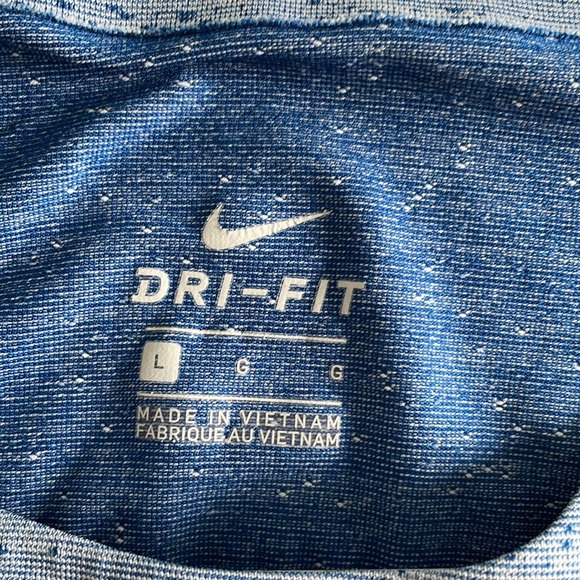 DRI-FIT
L G G
MADE IN VIETNAM
FABRIQUE AU VIETNAM